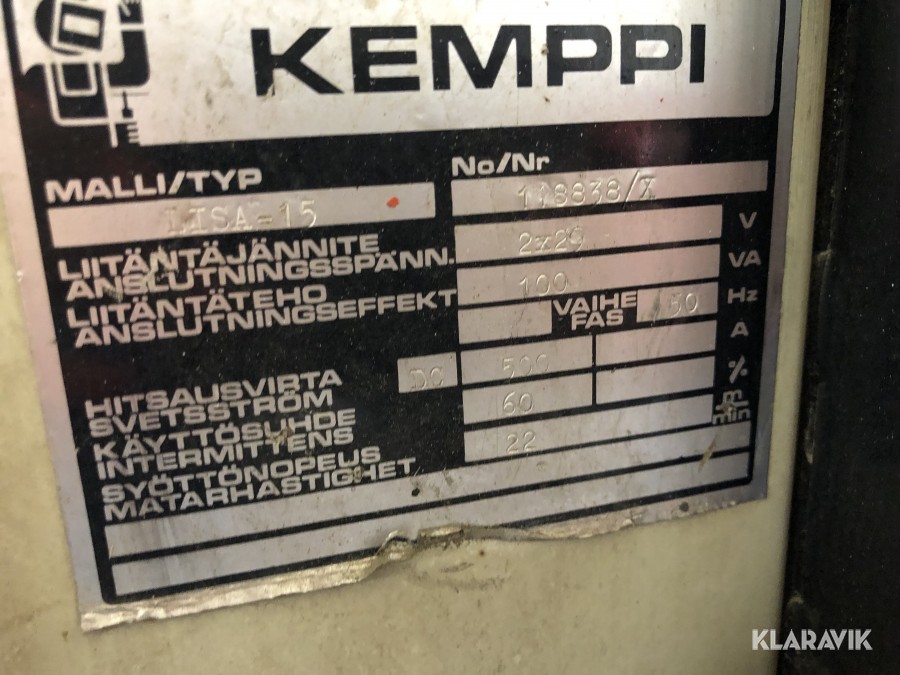 KEMPPI
MALLI/TYP No/Nr
LISA-15 118838/X
LIITÄNTÄJÄNNITE
ANSLUTNINGSSPÄNN. 2x29 V
LIITÄNTÄTEHO
ANSLUTNINGSEFFEKT 100 VA
VAIHE
FAS 50 Hz
HITSAUSVIRTA
SVETSSTRÖM DC 500 A
KÄYTTÖSUHDE
INTERMITTENS 60 %
SYÖTTÖNOPEUS
MATARHASTIGHET 22 m/min
KLARAVIK